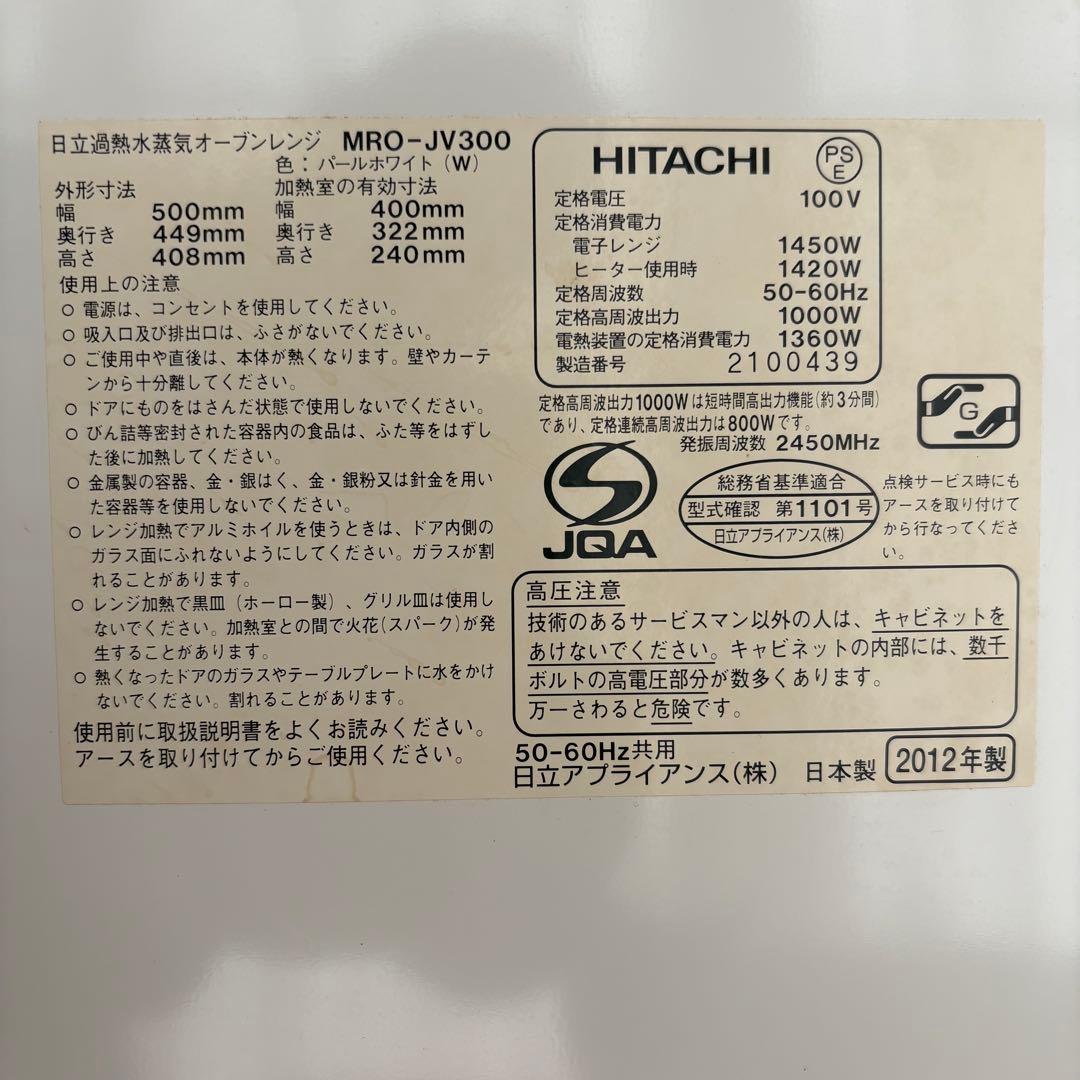 日立過熱水蒸気オーブンレンジ MRO-JV300
色：パールホワイト（W）
外形寸法
幅 500mm
奥行き 449mm
高さ 408mm
加熱室の有効寸法
幅 400mm
奥行き 322mm
高さ 240mm
使用上の注意
○ 電源は、コンセントを使用してください。
○ 吸入口及び排出口は、ふさがないでください。
○ ご使用中や直後は、本体が熱くなります。壁やカーテ
ンから十分離してください。
○ ドアにものをはさんだ状態で使用しないでください。
○ びん詰等密封された容器内の食品は、ふた等をはずし
た後に加熱してください。
○ 金属製の容器、金・銀はく、金・銀粉又は針金を用い
た容器等を使用しないでください。
○ レンジ加熱でアルミホイルを使うときは、ドア内側の
ガラス面にふれないようにしてください。ガラスが割
れることがあります。
○ レンジ加熱で黒皿（ホーロー製）、グリル皿は使用し
ないでください。加熱室との間で火花（スパーク）が発
生することがあります。
○ 熱くなったドアのガラスやテーブルプレートに水をかけ
ないでください。割れることがあります。
使用前に取扱説明書をよくお読みください。
アースを取り付けてからご使用ください。
HITACHI
PS
E
定格電圧 100V
定格消費電力
電子レンジ 1450W
ヒーター使用時 1420W
定格周波数 50-60Hz
定格高周波出力 1000W
電熱装置の定格消費電力 1360W
製造番号 2100439
定格高周波出力1000Wは短時間高出力機能（約3分間）
であり、定格連続高周波出力は800Wです。
発振周波数 2450MHz
G
JQA
総務省基準適合
型式確認 第1101号
日立アプライアンス（株）
点検サービス時にも
アースを取り付けて
から行なってくださ
い。
高圧注意
技術のあるサービスマン以外の人は、キャビネットを
あけないでください。キャビネットの内部には、数千
ボルトの高電圧部分が数多くあります。
万一さわると危険です。
50-60Hz共用
日立アプライアンス（株） 日本製 2012年製